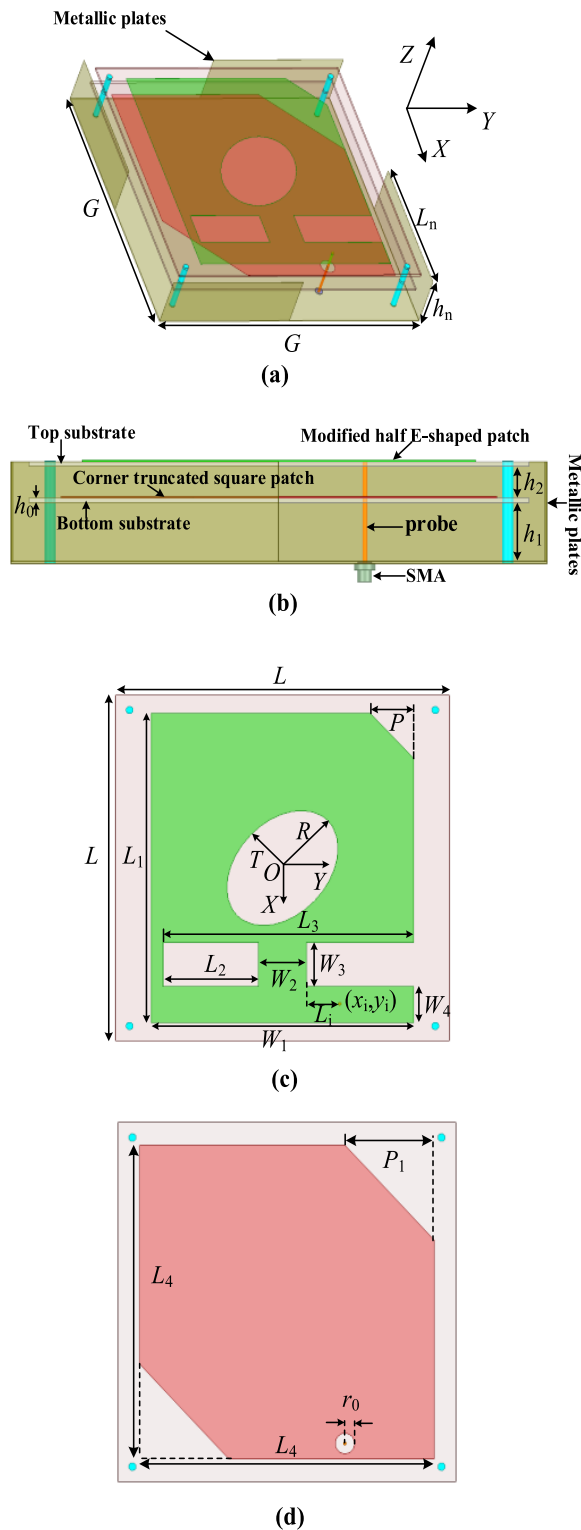 Metallic plates
Z
Y
X
G
Ln
hn
G
(a)
Top substrate
Modified half E-shaped patch
Corner truncated square patch
h0
h2
Bottom substrate
probe
h1
Metallic plates
SMA
(b)
L
P
L
L1
R
T
O
Y
X
L3
L2
W2
W3
(xi,yi)
Li
W4
W1
(c)
P1
L4
r0
L4
(d)